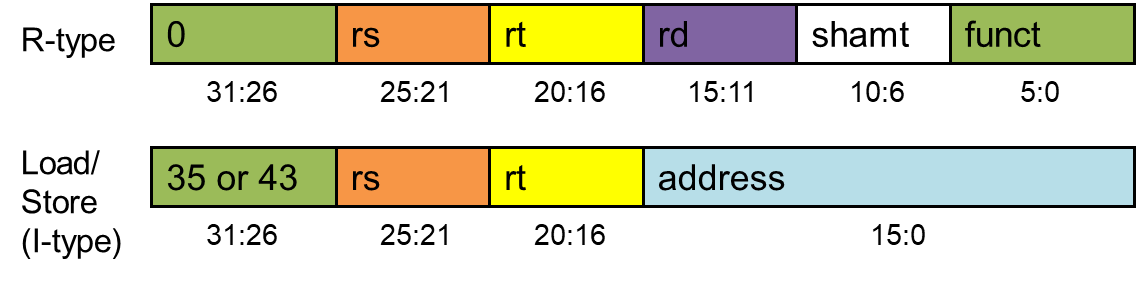 R-type 0 rs rt rd shamt funct
31:26 25:21 20:16 15:11 10:6 5:0
Load/
Store
(I-type)
35 or 43 rs rt address
31:26 25:21 20:16 15:0